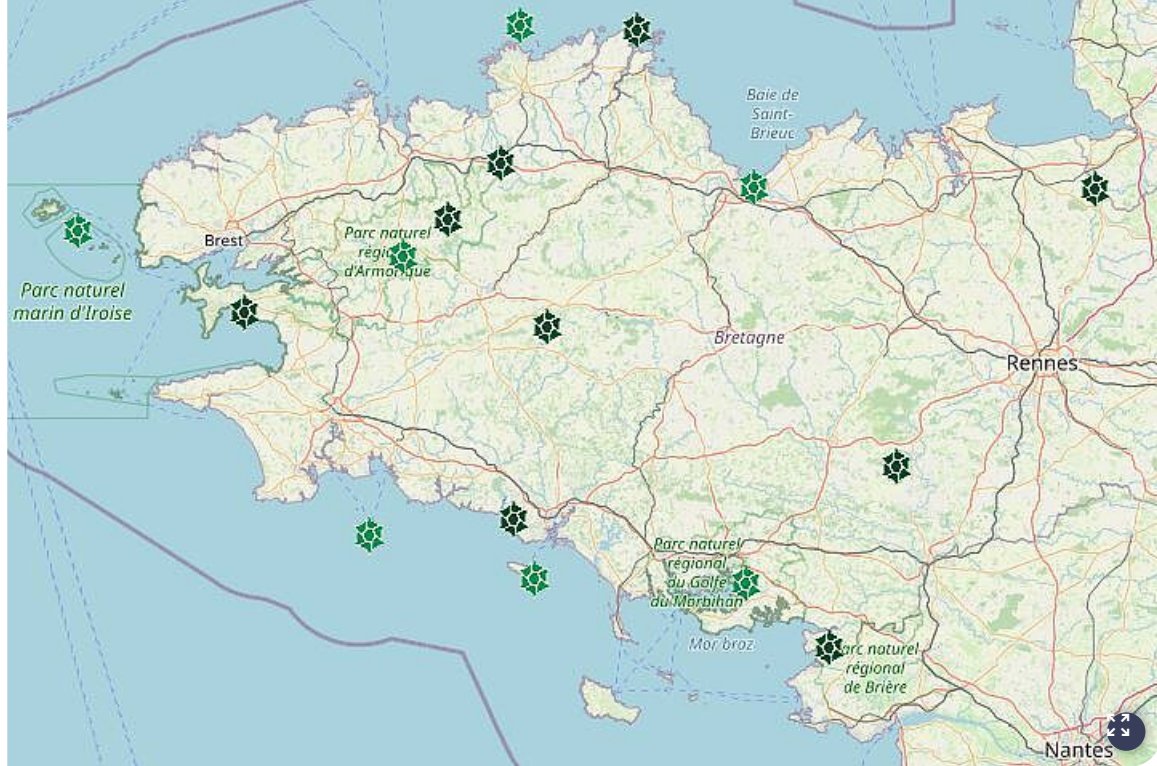 Baie de
Saint-
Brieuc
Brest
Parc naturel
régional
d'Armorique
Parc naturel
marin d'Iroise
Bretagne
Rennes
Parc naturel
régional
du Golfe
du Morbihan
Mor braz
Parc naturel
régional
de Brière
Nantes